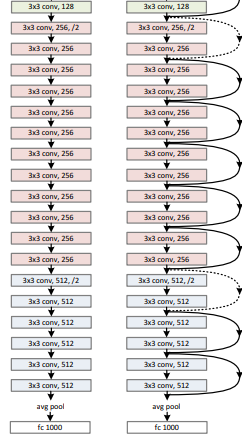 3x3 conv, 128
3x3 conv, 256, /2
3x3 conv, 256
3x3 conv, 256
3x3 conv, 256
3x3 conv, 256
3x3 conv, 256
3x3 conv, 256
3x3 conv, 256
3x3 conv, 256
3x3 conv, 256
3x3 conv, 256
3x3 conv, 256
3x3 conv, 512, /2
3x3 conv, 512
3x3 conv, 512
3x3 conv, 512
3x3 conv, 512
3x3 conv, 512
avg pool
fc 1000
3x3 conv, 128
3x3 conv, 256, /2
3x3 conv, 256
3x3 conv, 256
3x3 conv, 256
3x3 conv, 256
3x3 conv, 256
3x3 conv, 256
3x3 conv, 256
3x3 conv, 256
3x3 conv, 256
3x3 conv, 256
3x3 conv, 256
3x3 conv, 512, /2
3x3 conv, 512
3x3 conv, 512
3x3 conv, 512
3x3 conv, 512
3x3 conv, 512
avg pool
fc 1000